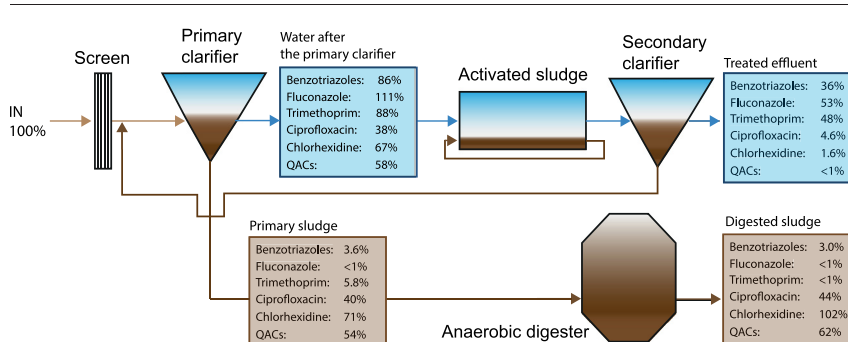 Screen
Primary
clarifier
Water after
the primary clarifier
Benzotriazoles: 86%
Fluconazole: 111%
Trimethoprim: 88%
Ciprofloxacin: 38%
Chlorhexidine: 67%
QACs: 58%
Activated sludge
Secondary
clarifier
Treated effluent
Benzotriazoles: 36%
Fluconazole: 53%
Trimethoprim: 48%
Ciprofloxacin: 4.6%
Chlorhexidine: 1.6%
QACs: <1%
IN
100%
Primary sludge
Benzotriazoles: 3.6%
Fluconazole: <1%
Trimethoprim: 5.8%
Ciprofloxacin: 40%
Chlorhexidine: 71%
QACs: 54%
Anaerobic digester
Digested sludge
Benzotriazoles: 3.0%
Fluconazole: <1%
Trimethoprim: <1%
Ciprofloxacin: 44%
Chlorhexidine: 102%
QACs: 62%